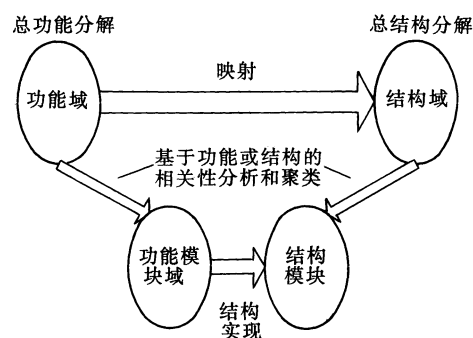 总功能分解
总结构分解
映射
功能域
结构域
基于功能或结构的
相关性分析和聚类
功能模
块域
结构
模块
结构
实现